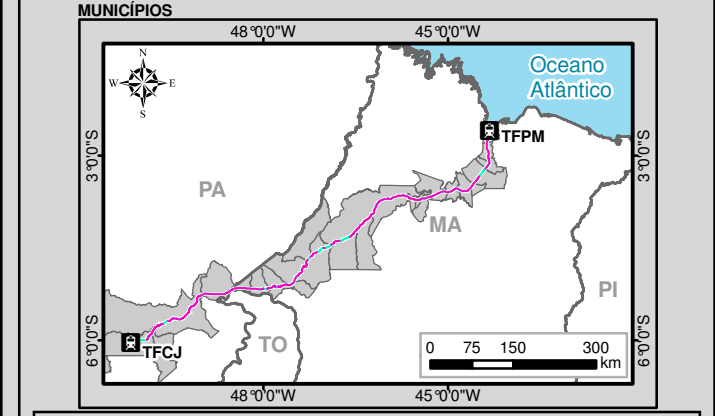 MUNICÍPIOS
48°0'0"W
45°0'0"W
N
W
E
S
Oceano
Atlântico
TFPM
3°0'0"S
3°0'0"S
PA
MA
PI
TO
TFCJ
6°0'0"S
6°0'0"S
0 75 150 300
km
48°0'0"W
45°0'0"W